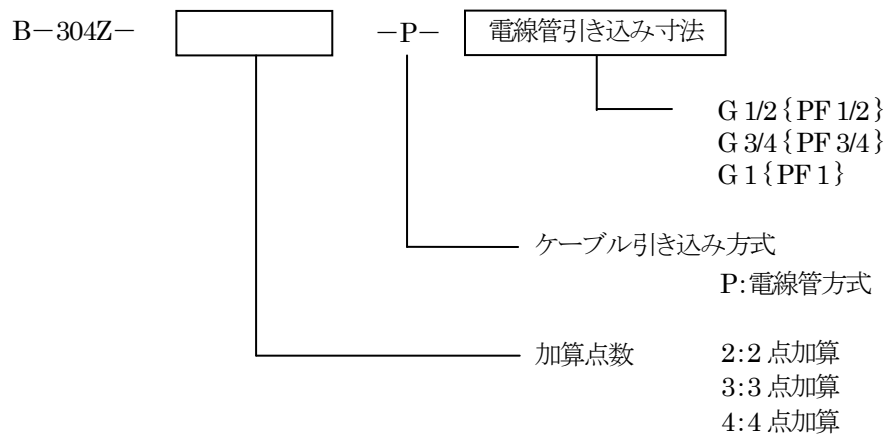 B－304Z－ －P－ 電線管引き込み寸法
G 1/2｛PF 1/2｝
G 3/4｛PF 3/4｝
G 1｛PF 1｝
ケーブル引き込み方式
P:電線管方式
加算点数 2:2 点加算
3:3 点加算
4:4 点加算